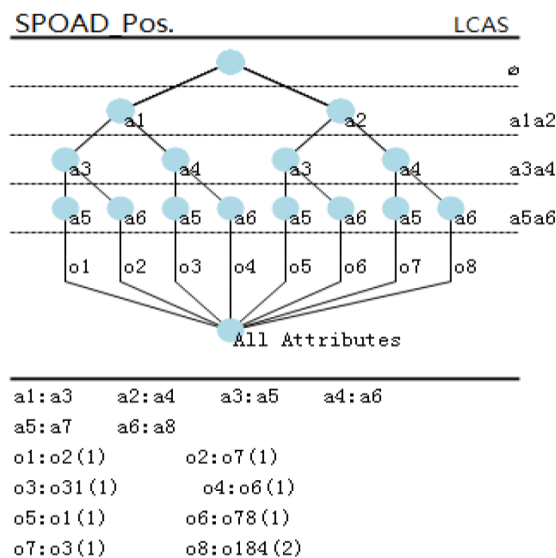 SPOAD_Pos. LCAS
∅
a1 a2 a1a2
a3 a4 a3 a4 a3a4
a5 a6 a5 a6 a5 a6 a5 a6 a5a6
o1 o2 o3 o4 o5 o6 o7 o8
All Attributes
a1:a3 a2:a4 a3:a5 a4:a6
a5:a7 a6:a8
o1:o2(1) o2:o7(1)
o3:o31(1) o4:o6(1)
o5:o1(1) o6:o78(1)
o7:o3(1) o8:o184(2)